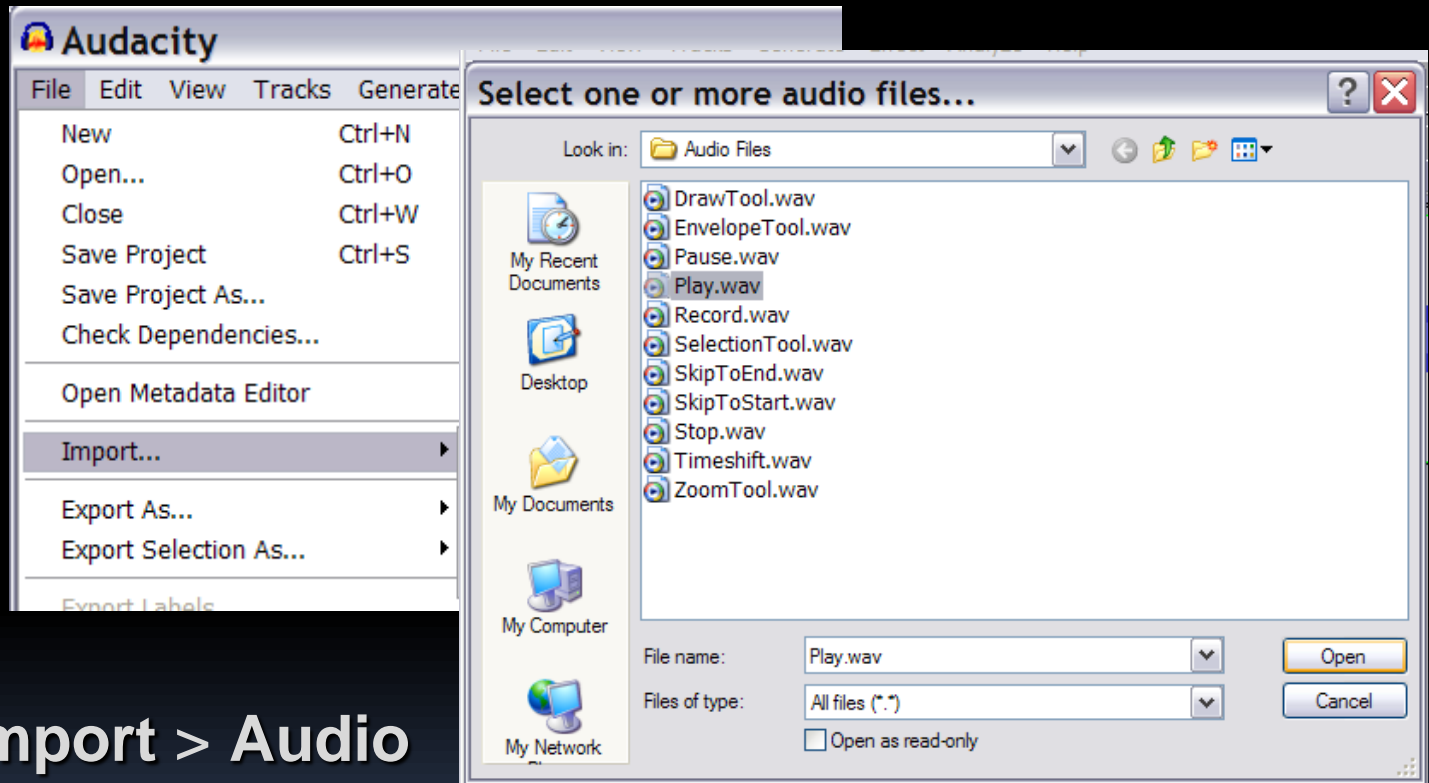 Audacity
File Edit View Tracks Generate
New Ctrl+N
Open... Ctrl+O
Close Ctrl+W
Save Project Ctrl+S
Save Project As...
Check Dependencies...
Open Metadata Editor
Import...
Export As...
Export Selection As...
Export Labels
Select one or more audio files...
Look in: Audio Files
My Recent
Documents
Desktop
My Documents
My Computer
My Network
DrawTool.wav
EnvelopeTool.wav
Pause.wav
Play.wav
Record.wav
SelectionTool.wav
SkipToEnd.wav
SkipToStart.wav
Stop.wav
Timeshift.wav
ZoomTool.wav
File name: Play.wav Open
Files of type: All files (*.*) Cancel
Open as read-only
mport > Audio